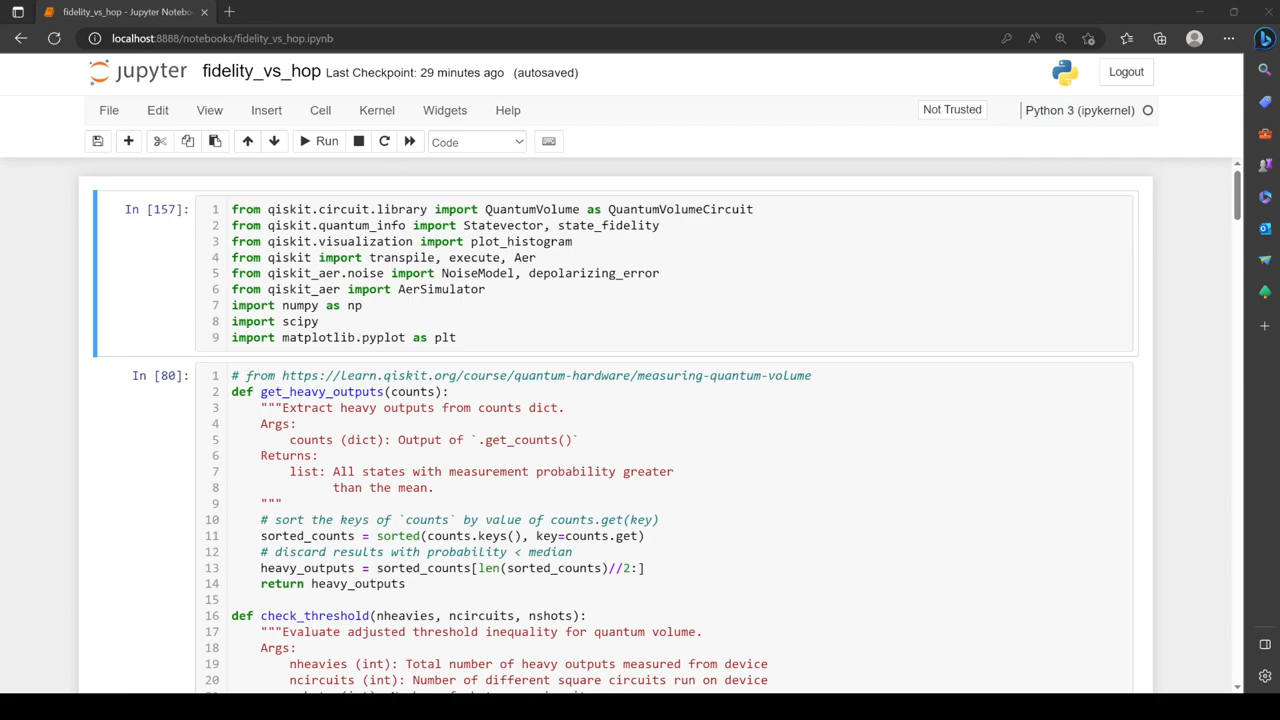 fidelity_vs_hop - Jupyter Notebo
localhost:8888/notebooks/fidelity_vs_hop.ipynb
jupyter fidelity_vs_hop Last Checkpoint: 29 minutes ago (autosaved)
Logout
File Edit View Insert Cell Kernel Widgets Help
Not Trusted
Python 3 (ipykernel)
Run
Code
In [157]:
1 from qiskit.circuit.library import QuantumVolume as QuantumVolumeCircuit
2 from qiskit.quantum_info import Statevector, state_fidelity
3 from qiskit.visualization import plot_histogram
4 from qiskit import transpile, execute, Aer
5 from qiskit_aer.noise import NoiseModel, depolarizing_error
6 from qiskit_aer import AerSimulator
7 import numpy as np
8 import scipy
9 import matplotlib.pyplot as plt
In [80]:
1 # from https://learn.qiskit.org/course/quantum-hardware/measuring-quantum-volume
2 def get_heavy_outputs(counts):
3 """Extract heavy outputs from counts dict.
4 Args:
5 counts (dict): Output of `.get_counts()`
6 Returns:
7 list: All states with measurement probability greater
8 than the mean.
9 """
10 # sort the keys of `counts` by value of counts.get(key)
11 sorted_counts = sorted(counts.keys(), key=counts.get)
12 # discard results with probability < median
13 heavy_outputs = sorted_counts[len(sorted_counts)//2:]
14 return heavy_outputs
15
16 def check_threshold(nheavies, ncircuits, nshots):
17 """Evaluate adjusted threshold inequality for quantum volume.
18 Args:
19 nheavies (int): Total number of heavy outputs measured from device
20 ncircuits (int): Number of different square circuits run on device